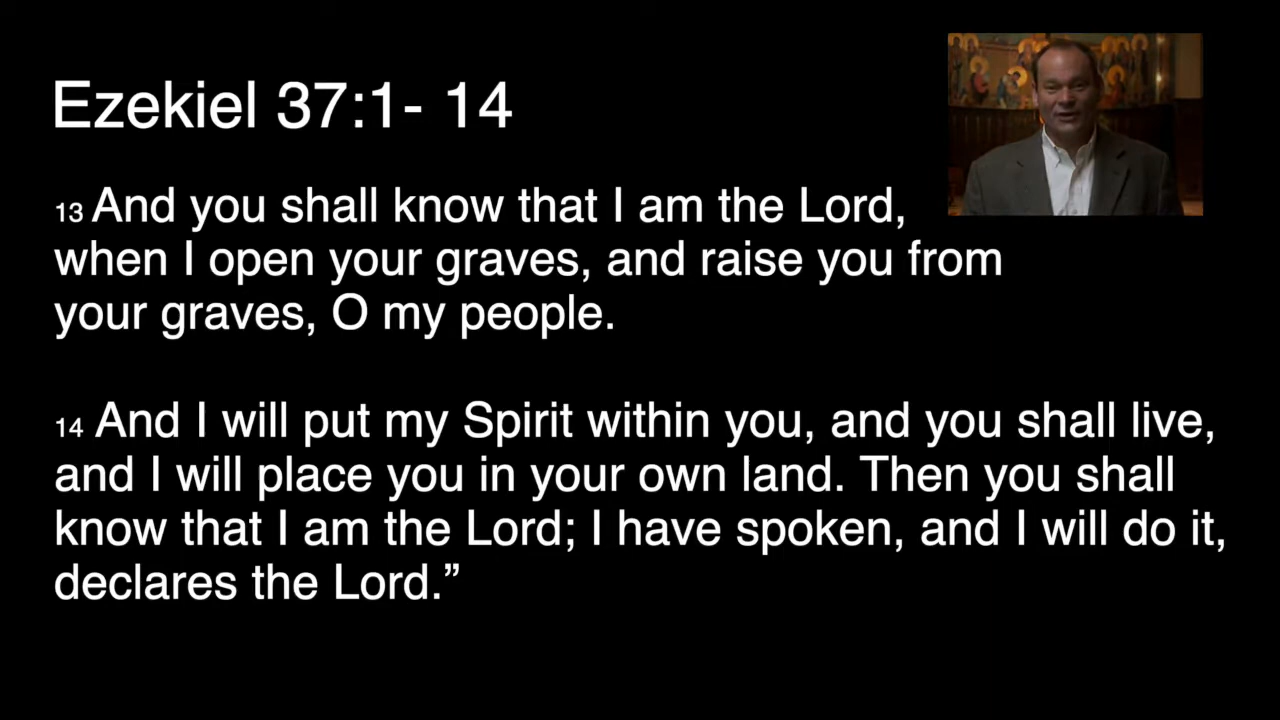 Ezekiel 37:1- 14
13 And you shall know that I am the Lord,
when I open your graves, and raise you from
your graves, O my people.
14 And I will put my Spirit within you, and you shall live,
and I will place you in your own land. Then you shall
know that I am the Lord; I have spoken, and I will do it,
declares the Lord.”